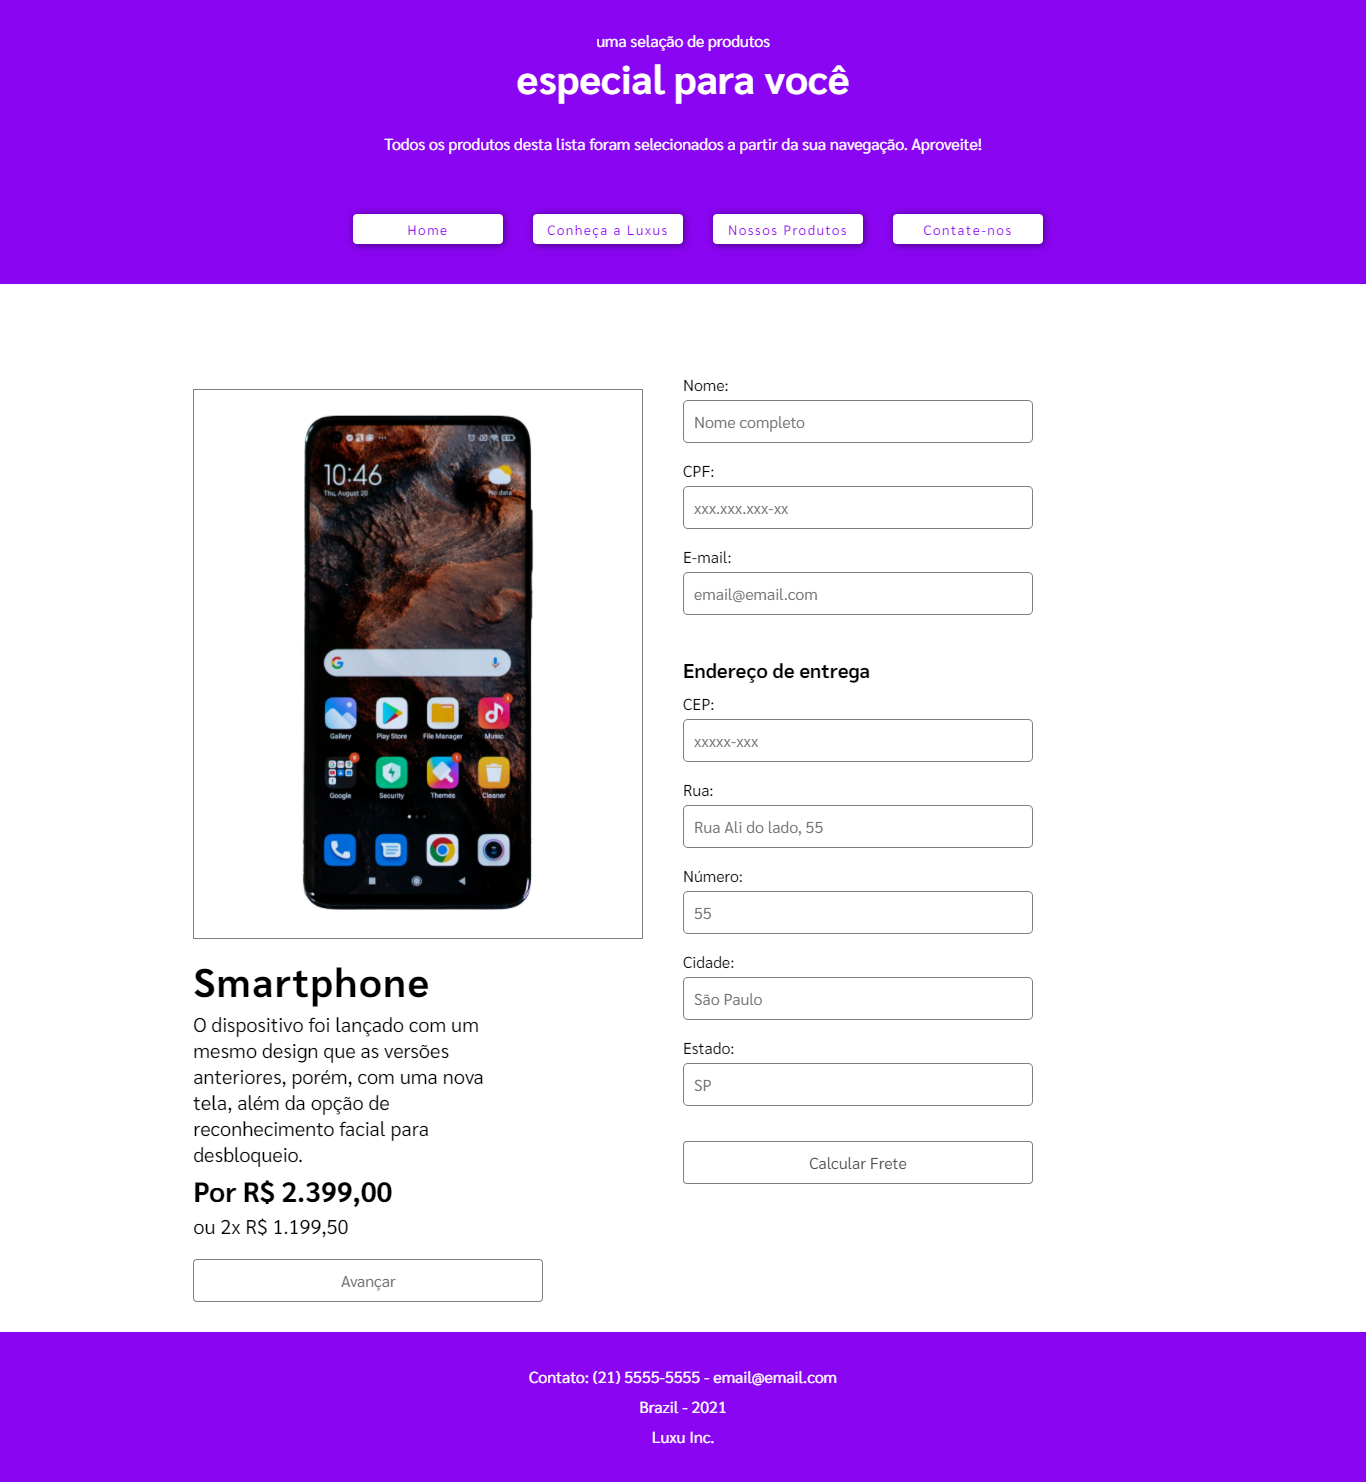 uma selação de produtos
especial para você
Todos os produtos desta lista foram selecionados a partir da sua navegação. Aproveite!
Home
Conheça a Luxus
Nossos Produtos
Contate-nos
10:46
Thu, August 20
No data
Gallery
Play Store
File Manager
Music
Google
Security
Themes
Cleaner
Smartphone
O dispositivo foi lançado com um
mesmo design que as versões
anteriores, porém, com uma nova
tela, além da opção de
reconhecimento facial para
desbloqueio.
Por R$ 2.399,00
ou 2x R$ 1.199,50
Avançar
Nome:
Nome completo
CPF:
xxx.xxx.xxx-xx
E-mail:
email@email.com
Endereço de entrega
CEP:
xxxxx-xxx
Rua:
Rua Ali do lado, 55
Número:
55
Cidade:
São Paulo
Estado:
SP
Calcular Frete
Contato: (21) 5555-5555 - email@email.com
Brazil - 2021
Luxu Inc.